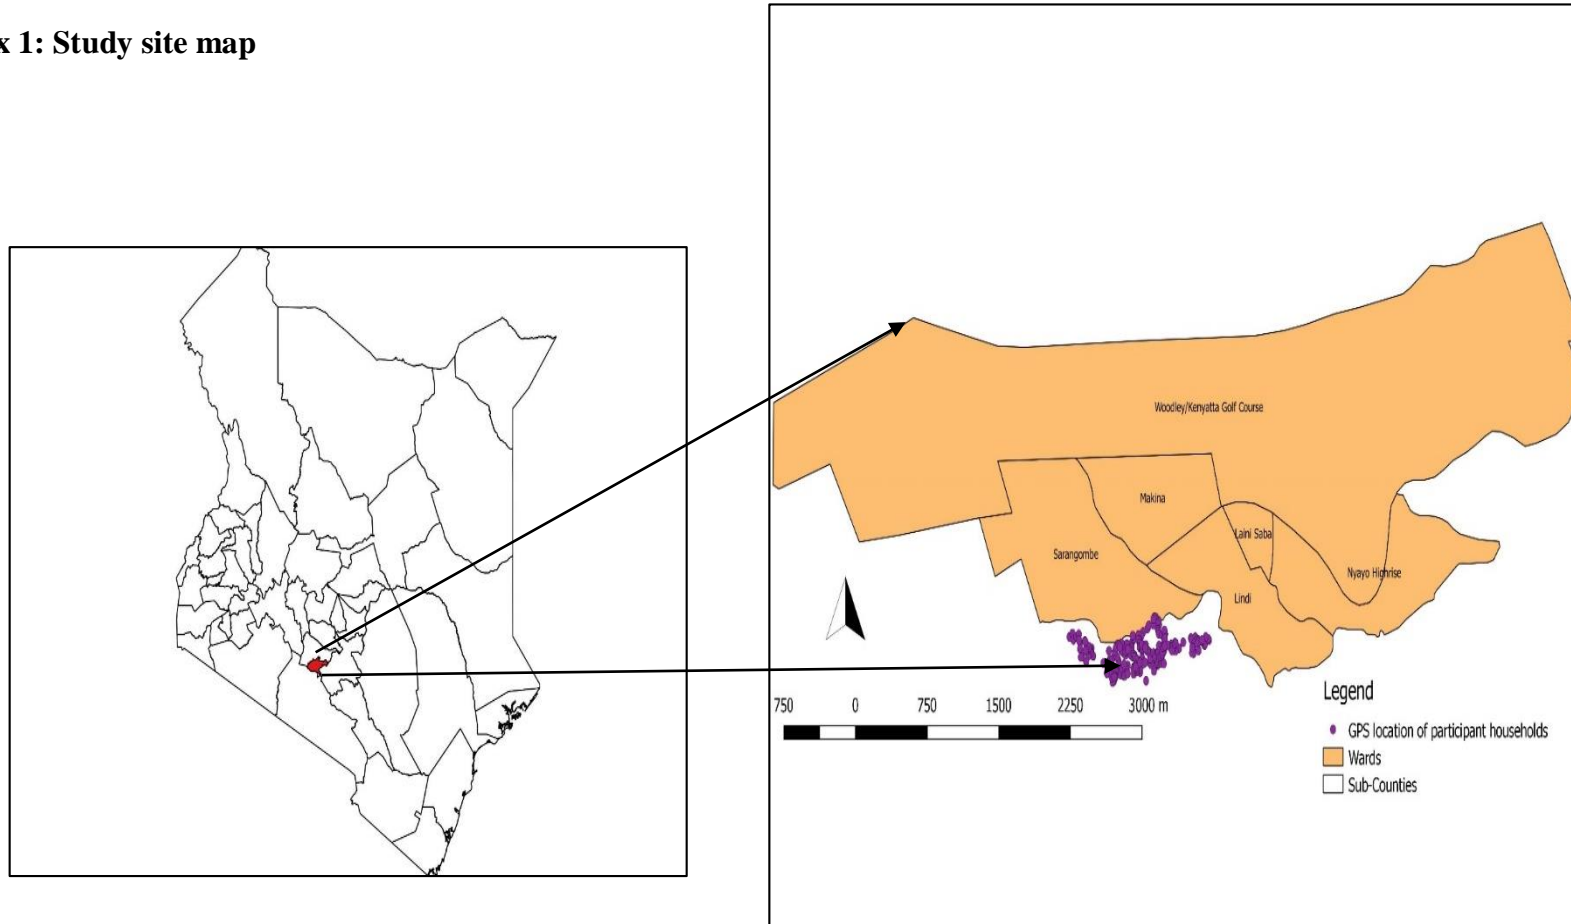 x 1: Study site map
Woodley/Kenyatta Golf Course
Makina
Laini Saba
Sarangombe
Nyayo Highrise
Lindi
Legend
750 0 750 1500 2250 3000 m
GPS location of participant households
Wards
Sub-Counties